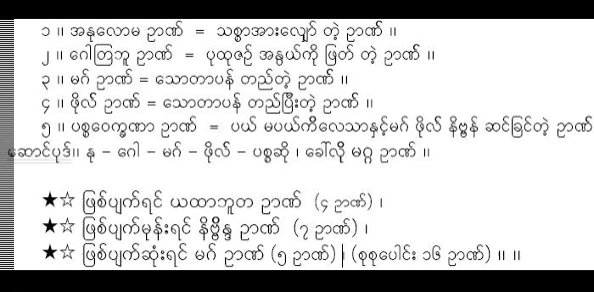 ၁ ။ အနုလောမ ဉာဏ် = သစ္စာအားလျော် တဲ့ ဉာဏ် ။
၂ ။ ဂေါတြဘူ ဉာဏ် = ပုထုဇဉ် အနွယ်ကို ဖြတ် တဲ့ ဉာဏ် ။
၃ ။ မဂ် ဉာဏ် = သောတာပန် တည်တဲ့ ဉာဏ် ။
၄ ။ ဖိုလ် ဉာဏ် = သောတာပန် တည်ပြီးတဲ့ ဉာဏ် ။
၅ ။ ပစ္စဝေက္ခဏာ ဉာဏ် = ပယ် မပယ်ကိလေသာနှင့်မဂ် ဖိုလ် နိဗ္ဗန် ဆင်ခြင်တဲ့ ဉာဏ်
ဆောင်ပုဒ်။ နု – ဂေါ – မဂ် – ဖိုလ် – ပစ္စဆို ၊ ခေါ်လို မဂ္ဂ ဉာဏ် ။
★☆ ဖြစ်ပျက်ရင် ယထာဘူတ ဉာဏ် (၄ ဉာဏ်) ၊
★☆ ဖြစ်ပျက်မုန်းရင် နိဗ္ဗိန္ဒ ဉာဏ် (၇ ဉာဏ်) ၊
★☆ ဖြစ်ပျက်ဆုံးရင် မဂ် ဉာဏ် (၅ ဉာဏ်) | (စုစုပေါင်း ၁၆ ဉာဏ်) ။ ။